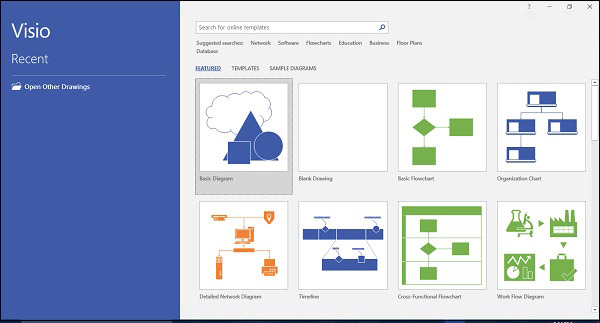 Visio
Recent
Open Other Drawings
Search for online templates
Suggested searches: Network Software Flowcharts Education Business Floor Plans
Database
FEATURED TEMPLATES SAMPLE DIAGRAMS
Basic Diagram Blank Drawing Basic Flowchart Organization Chart
Detailed Network Diagram Timeline Cross-Functional Flowchart Work Flow Diagram